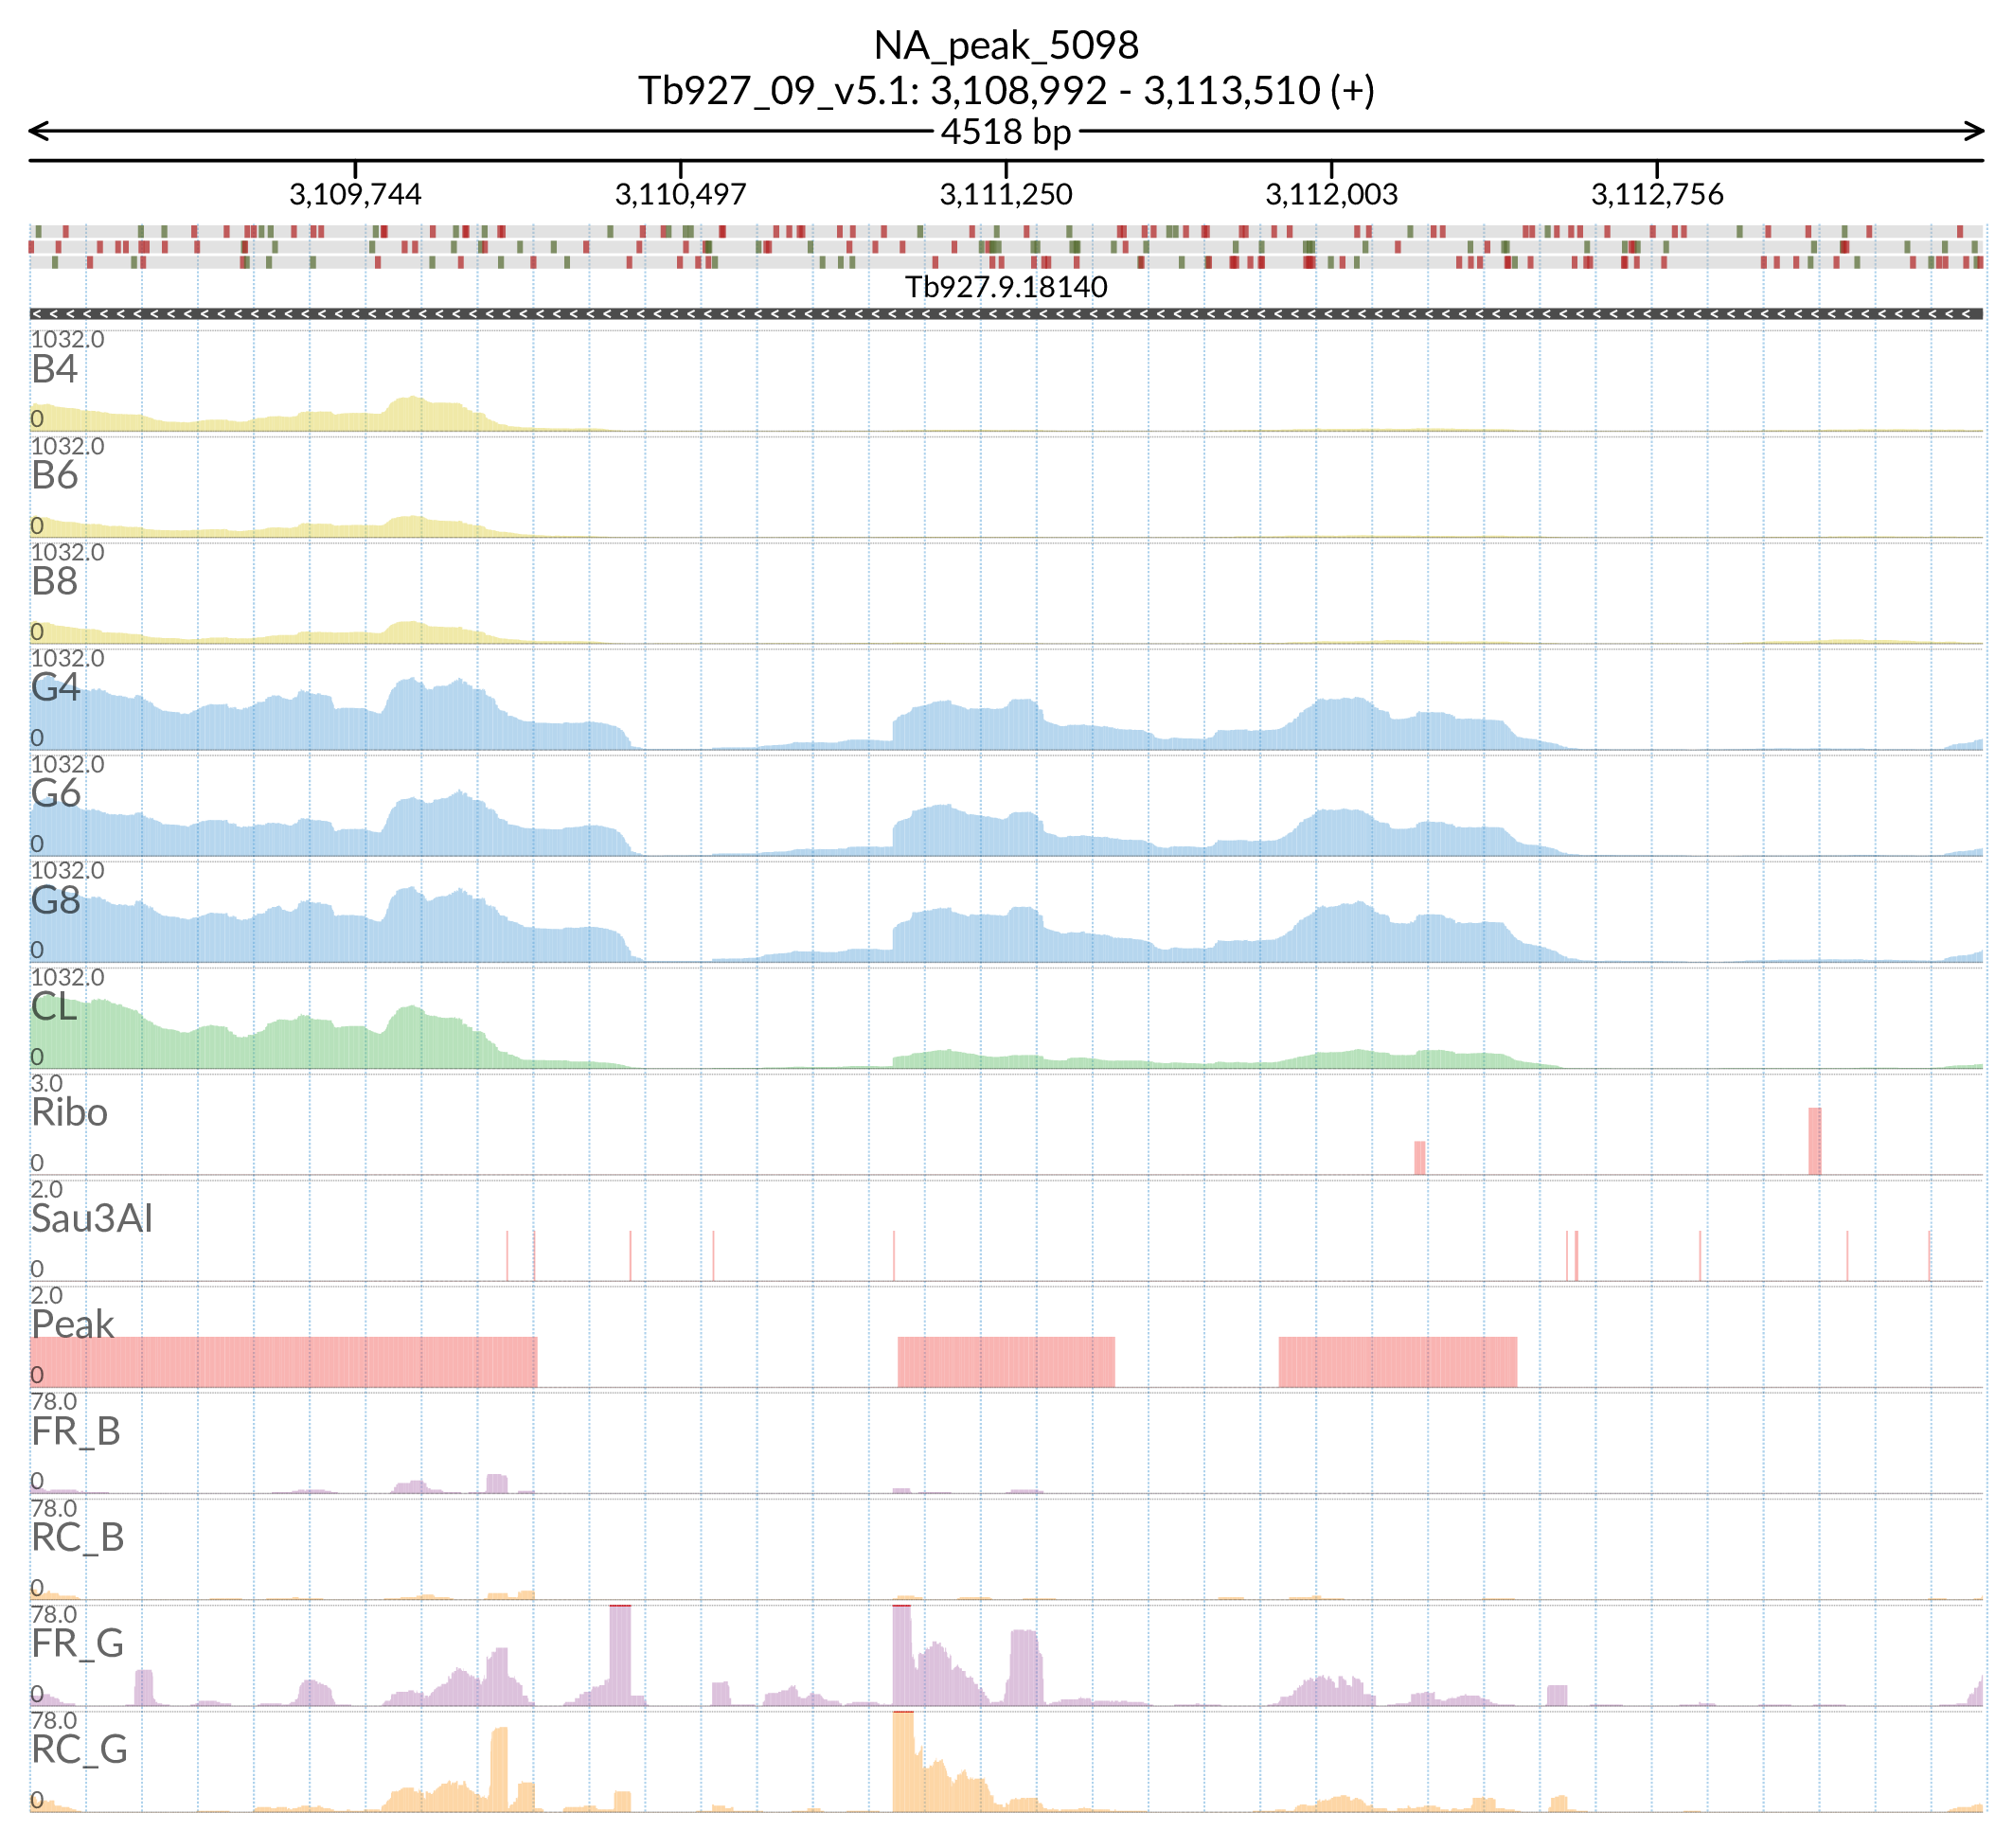 NA_peak_5098
Tb927_09_v5.1: 3,108,992 - 3,113,510 (+)
4518 bp
3,109,744 3,110,497 3,111,250 3,112,003 3,112,756
Tb927.9.18140
1032.0
B4
0
1032.0
B6
0
1032.0
B8
0
1032.0
G4
0
1032.0
G6
0
1032.0
G8
0
1032.0
CL
0
3.0
Ribo
0
2.0
Sau3AI
0
2.0
Peak
0
78.0
FR_B
0
78.0
RC_B
0
78.0
FR_G
0
78.0
RC_G
0